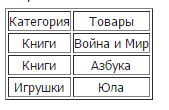 Категория Товары
Книги Война и Мир
Книги Азбука
Игрушки Юла